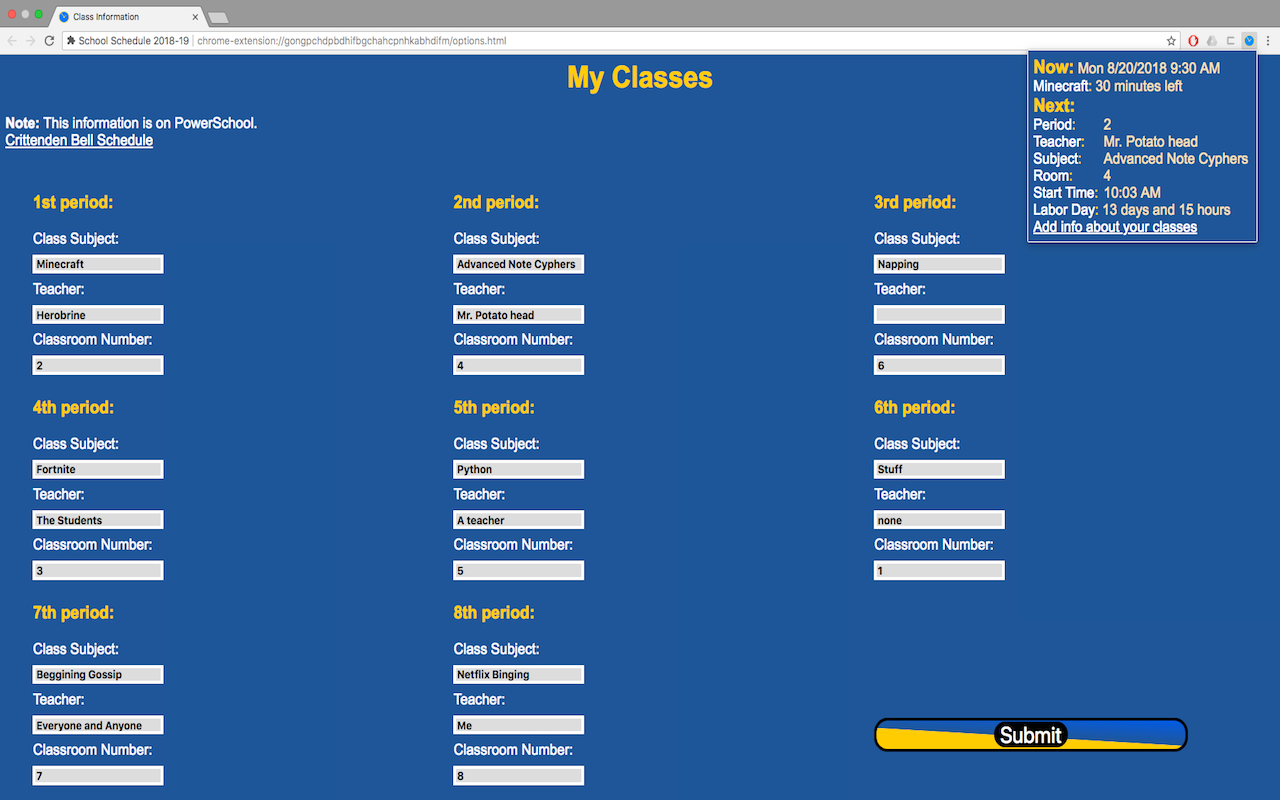 Class Information
School Schedule 2018-19 | chrome-extension://gongpchdpbdhifbgchahcpnhkabhdifm/options.html
My Classes
Note: This information is on PowerSchool.
Crittenden Bell Schedule
Now: Mon 8/20/2018 9:30 AM
Minecraft: 30 minutes left
Next:
Period: 2
Teacher: Mr. Potato head
Subject: Advanced Note Cyphers
Room: 4
Start Time: 10:03 AM
Labor Day: 13 days and 15 hours
Add info about your classes
1st period:
Class Subject:
Minecraft
Teacher:
Herobrine
Classroom Number:
2
2nd period:
Class Subject:
Advanced Note Cyphers
Teacher:
Mr. Potato head
Classroom Number:
4
3rd period:
Class Subject:
Napping
Teacher:
Classroom Number:
6
4th period:
Class Subject:
Fortnite
Teacher:
The Students
Classroom Number:
3
5th period:
Class Subject:
Python
Teacher:
A teacher
Classroom Number:
5
6th period:
Class Subject:
Stuff
Teacher:
none
Classroom Number:
1
7th period:
Class Subject:
Beggining Gossip
Teacher:
Everyone and Anyone
Classroom Number:
7
8th period:
Class Subject:
Netflix Binging
Teacher:
Me
Classroom Number:
8
Submit